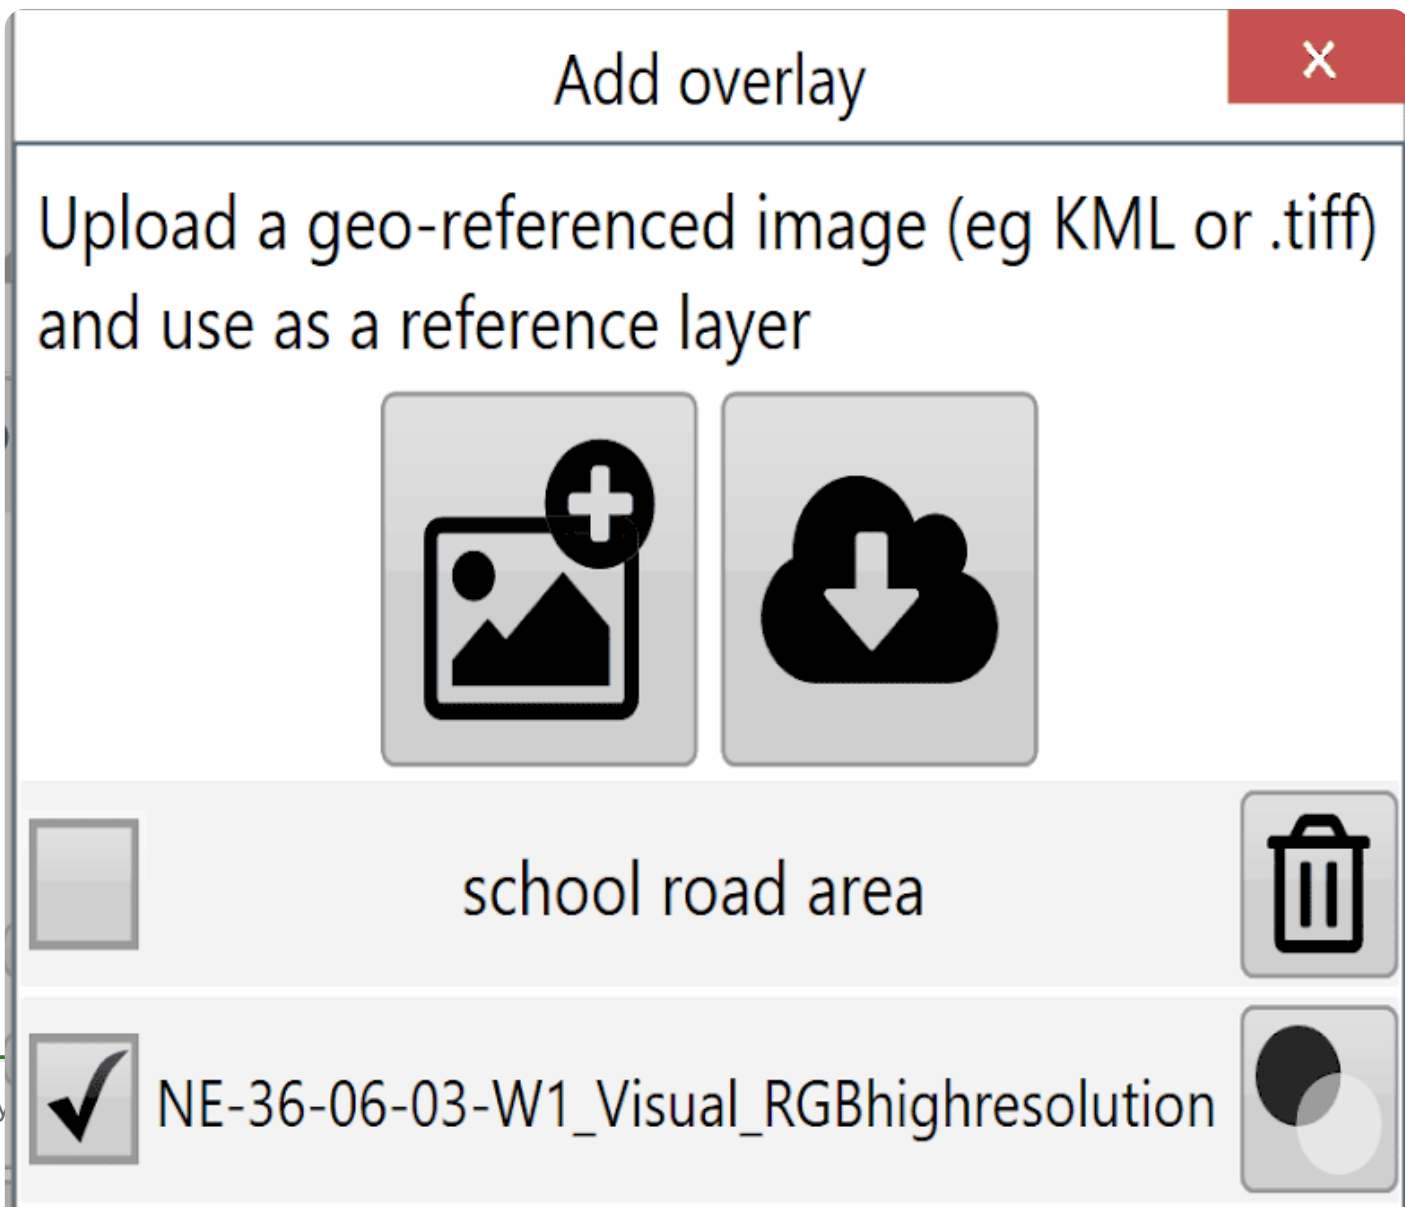 Add overlay
X
Upload a geo-referenced image (eg KML or .tiff)
and use as a reference layer
school road area
NE-36-06-03-W1_Visual_RGBhighresolution